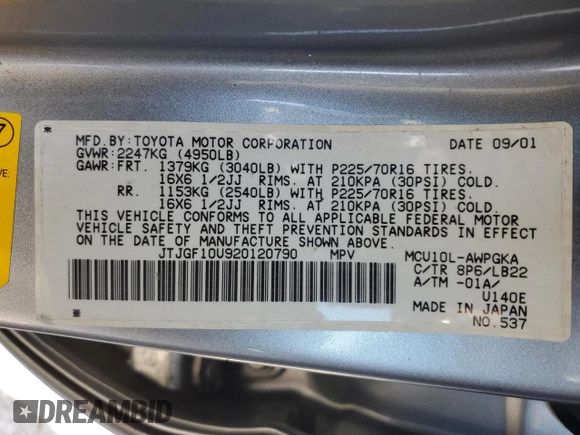 MFD.BY:TOYOTA MOTOR CORPORATION DATE 09/01
GVWR:2247KG (4950LB)
GAWR:FRT. 1379KG (3040LB) WITH P225/70R16 TIRES.
16X6 1/2JJ RIMS. AT 210KPA (30PSI) COLD.
RR. 1153KG (2540LB) WITH P225/70R16 TIRES.
16X6 1/2JJ RIMS. AT 210KPA (30PSI) COLD.
THIS VEHICLE CONFORMS TO ALL APPLICABLE FEDERAL MOTOR
VEHICLE SAFETY AND THEFT PREVENTION STANDARDS IN EFFECT
ON THE DATE OF MANUFACTURE SHOWN ABOVE.
JTJGF10U920120790 MPV MCU10L-AWPGKA
C/TR 8P6/LB22
A/TM -01A/
U140E
MADE IN JAPAN
NO.537
7
VE:
DREAMBID